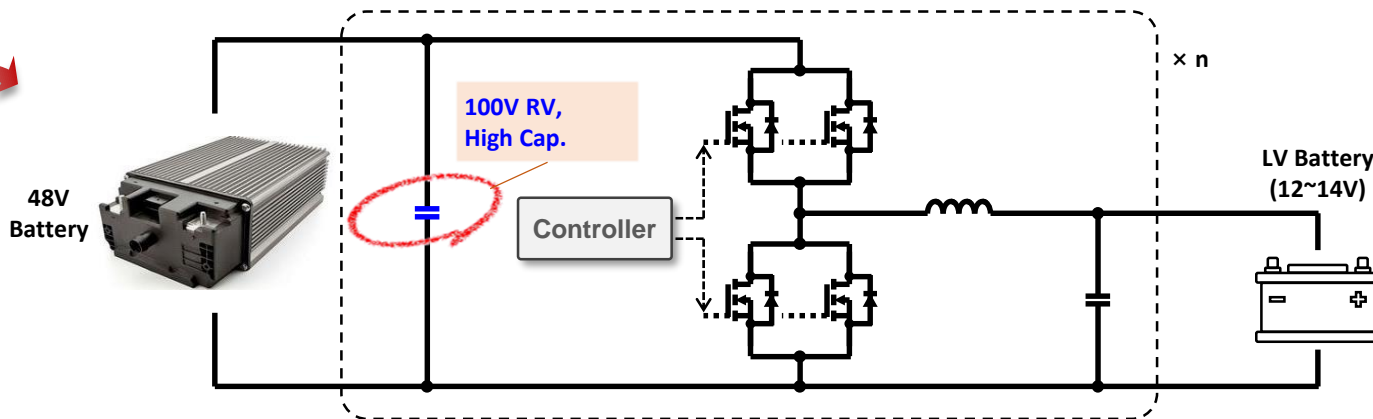 × n
100V RV,
High Cap.
48V
Battery
Controller
LV Battery
(12~14V)